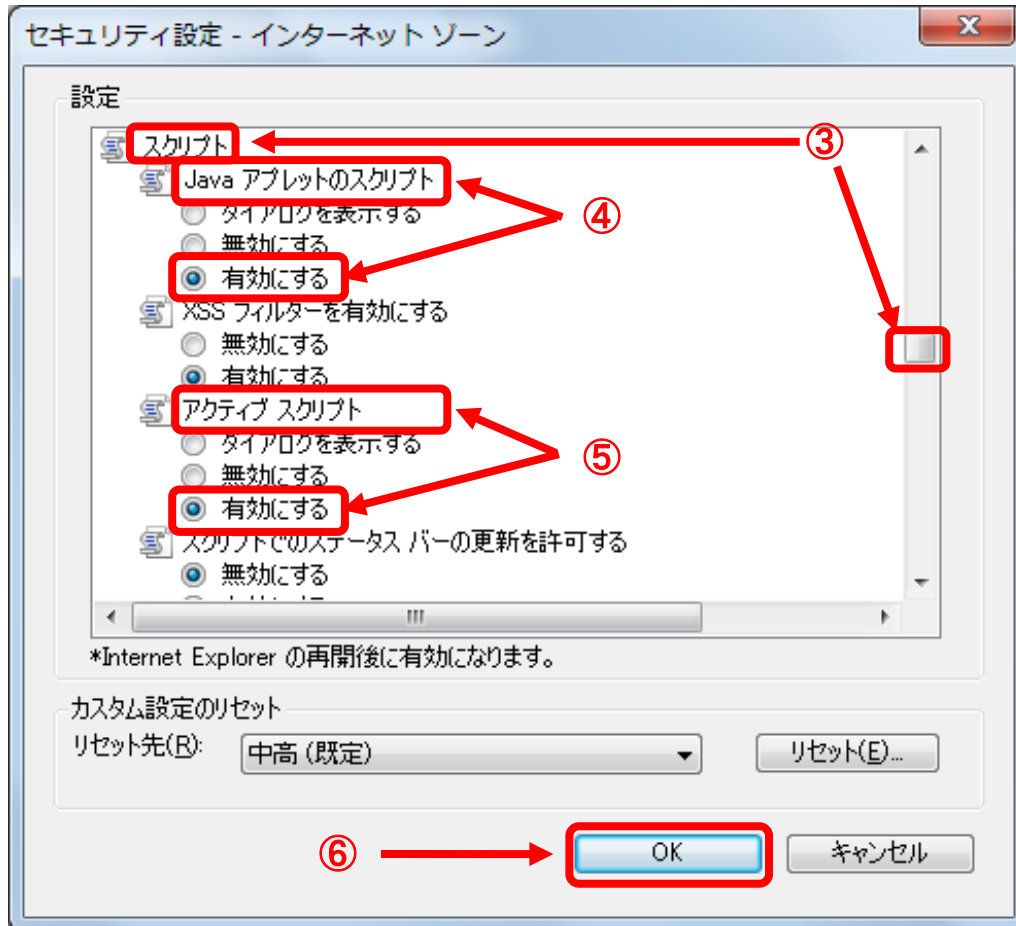 セキュリティ設定 - インターネット ゾーン
x
設定
スクリプト
③
Java アプレットのスクリプト
ダイアログを表示する
④
無効にする
有効にする
XSS フィルターを有効にする
無効にする
有効にする
アクティブ スクリプト
ダイアログを表示する
⑤
無効にする
有効にする
スクリプトでのステータス バーの更新を許可する
無効にする
*Internet Explorer の再開後に有効になります。
カスタム設定のリセット
リセット先(R): 中高 (既定) リセット(E)...
⑥ OK キャンセル